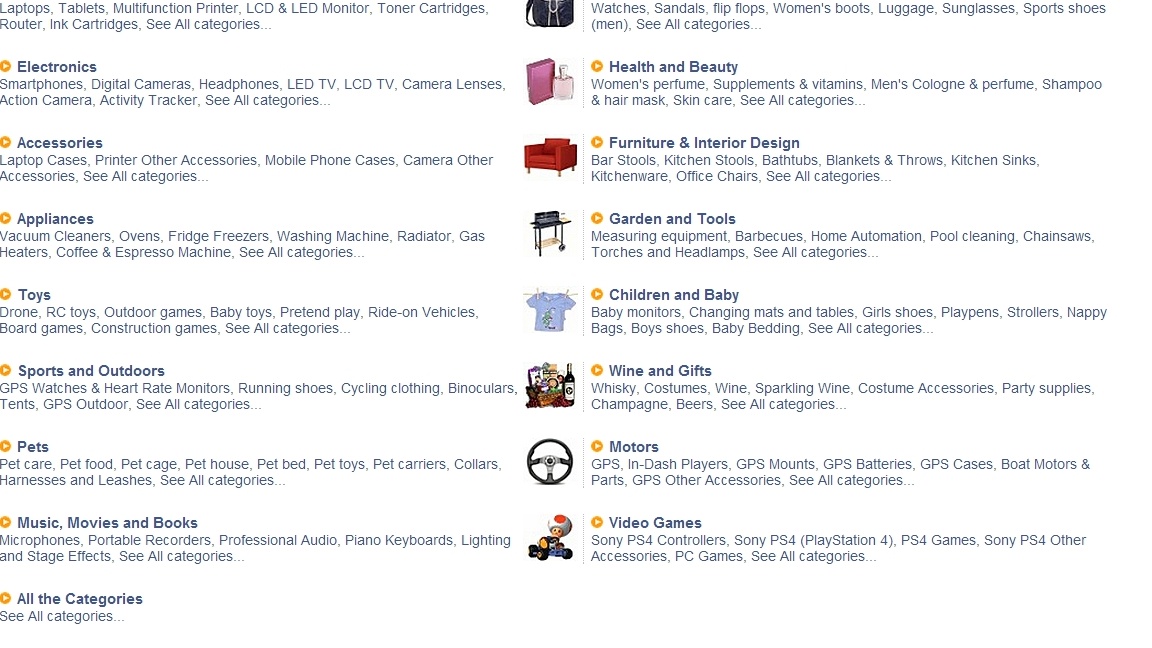 Laptops, Tablets, Multifunction Printer, LCD & LED Monitor, Toner Cartridges,
Router, Ink Cartridges, See All categories...
Electronics
Smartphones, Digital Cameras, Headphones, LED TV, LCD TV, Camera Lenses,
Action Camera, Activity Tracker, See All categories...
Accessories
Laptop Cases, Printer Other Accessories, Mobile Phone Cases, Camera Other
Accessories, See All categories...
Appliances
Vacuum Cleaners, Ovens, Fridge Freezers, Washing Machine, Radiator, Gas
Heaters, Coffee & Espresso Machine, See All categories...
Toys
Drone, RC toys, Outdoor games, Baby toys, Pretend play, Ride-on Vehicles,
Board games, Construction games, See All categories...
Sports and Outdoors
GPS Watches & Heart Rate Monitors, Running shoes, Cycling clothing, Binoculars,
Tents, GPS Outdoor, See All categories...
Pets
Pet care, Pet food, Pet cage, Pet house, Pet bed, Pet toys, Pet carriers, Collars,
Harnesses and Leashes, See All categories...
Music, Movies and Books
Microphones, Portable Recorders, Professional Audio, Piano Keyboards, Lighting
and Stage Effects, See All categories...
All the Categories
See All categories...
Watches, Sandals, flip flops, Women's boots, Luggage, Sunglasses, Sports shoes
(men), See All categories...
Health and Beauty
Women's perfume, Supplements & vitamins, Men's Cologne & perfume, Shampoo
& hair mask, Skin care, See All categories...
Furniture & Interior Design
Bar Stools, Kitchen Stools, Bathtubs, Blankets & Throws, Kitchen Sinks,
Kitchenware, Office Chairs, See All categories...
Garden and Tools
Measuring equipment, Barbecues, Home Automation, Pool cleaning, Chainsaws,
Torches and Headlamps, See All categories...
Children and Baby
Baby monitors, Changing mats and tables, Girls shoes, Playpens, Strollers, Nappy
Bags, Boys shoes, Baby Bedding, See All categories...
Wine and Gifts
Whisky, Costumes, Wine, Sparkling Wine, Costume Accessories, Party supplies,
Champagne, Beers, See All categories...
Motors
GPS, In-Dash Players, GPS Mounts, GPS Batteries, GPS Cases, Boat Motors &
Parts, GPS Other Accessories, See All categories...
Video Games
Sony PS4 Controllers, Sony PS4 (PlayStation 4), PS4 Games, Sony PS4 Other
Accessories, PC Games, See All categories...